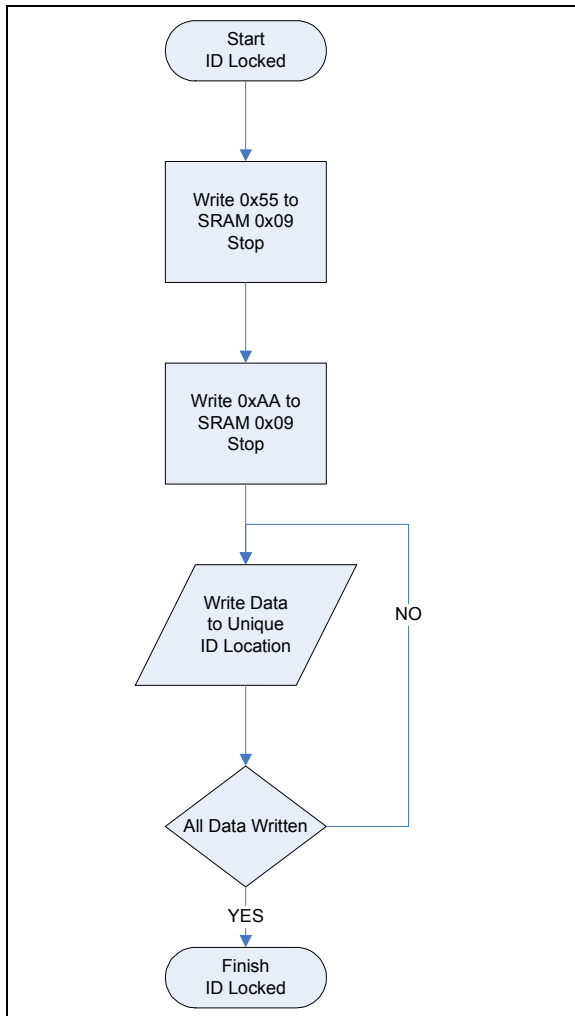 Start
ID Locked
Write 0x55 to
SRAM 0x09
Stop
Write 0xAA to
SRAM 0x09
Stop
Write Data
to Unique
ID Location
NO
All Data Written
YES
Finish
ID Locked